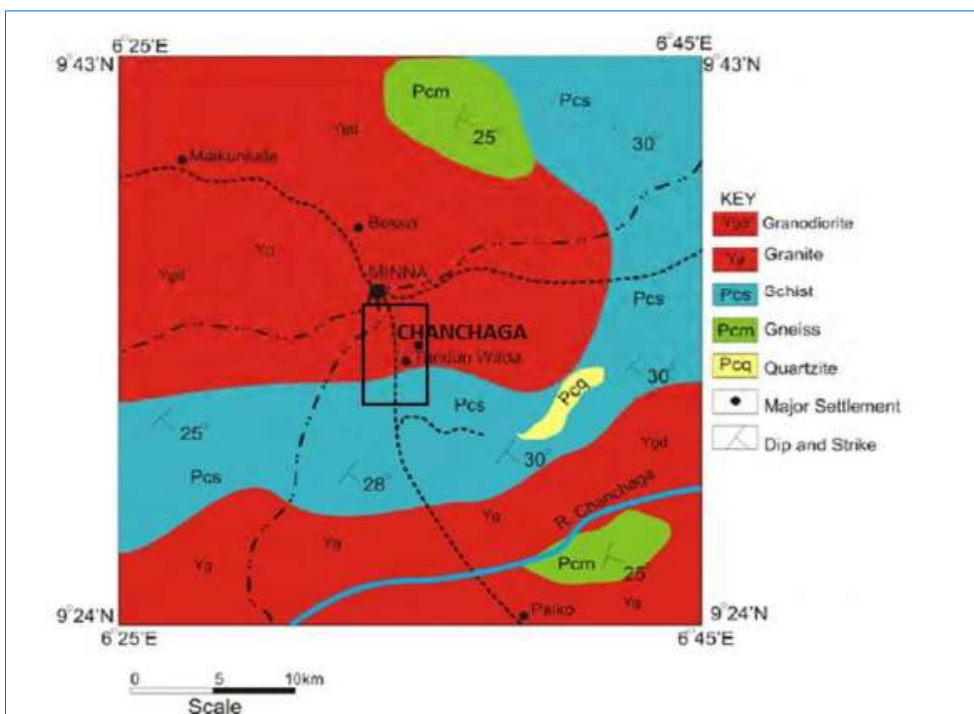 6°25'E 6°45'E
9°43'N 9°43'N
Pcm
Pcs
25°
30°
Ygd
Maikunkele
Bosso
Yg
Ygd
MINNA
Pcs
CHANCHAGA
Pcq
30°
Pcs
25°
30°
28°
Pcs
Ygd
R. Chanchaga
Yg
Yg
Yg
Pcm
25°
Paiko
Yg
9°24'N 9°24'N
6°25'E 6°45'E
KEY
Ygd Granodiorite
Yg Granite
Pcs Schist
Pcm Gneiss
Pcq Quartzite
Major Settlement
Dip and Strike
0 5 10km
Scale